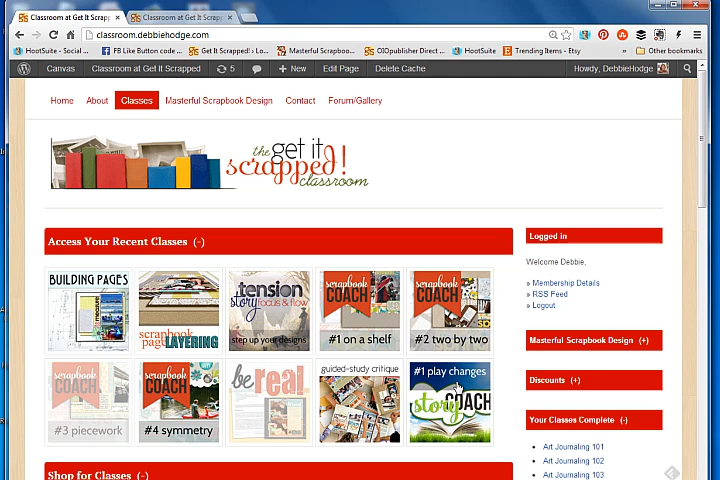 Classroom at Get It Scrapp
Classroom at Get It Scrapp
classroom.debbiehodge.com
HootSuite - Social ...
FB Like Button code ...
Get It Scrapped! › Lo...
Masterful Scrapbook...
OIOpublisher Direct ...
HootSuite
Trending Items - Etsy
»
Other bookmarks
Canvas
Classroom at Get It Scrapped
5
New
Edit Page
Delete Cache
Howdy, DebbieHodge
Home
About
Classes
Masterful Scrapbook Design
Contact
Forum/Gallery
the get it
scrapped!
classroom
Access Your Recent Classes (-)
BUILDING PAGES
scrapbook
page LAYERING
tension
story focus & flow
step up your designs
scrapbook
COACH
#1 on a shelf
scrapbook
COACH
#2 two by two
scrapbook
COACH
#3 piecework
scrapbook
COACH
#4 symmetry
be real
guided-study critique
#1 play changes
story COACH
Shop for Classes (-)
Logged in
Welcome Debbie,
» Membership Details
» RSS Feed
» Logout
Masterful Scrapbook Design (+)
Discounts (+)
Your Classes Complete (-)
• Art Journaling 101
• Art Journaling 102
• Art Journaling 103